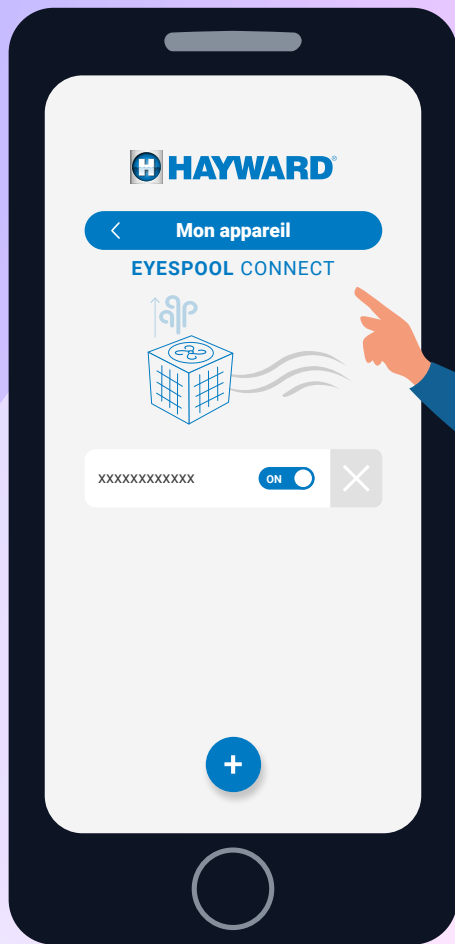 H HAYWARD®
Mon appareil
EYESPOOL CONNECT
xxxxxxxxxxxx ON
+